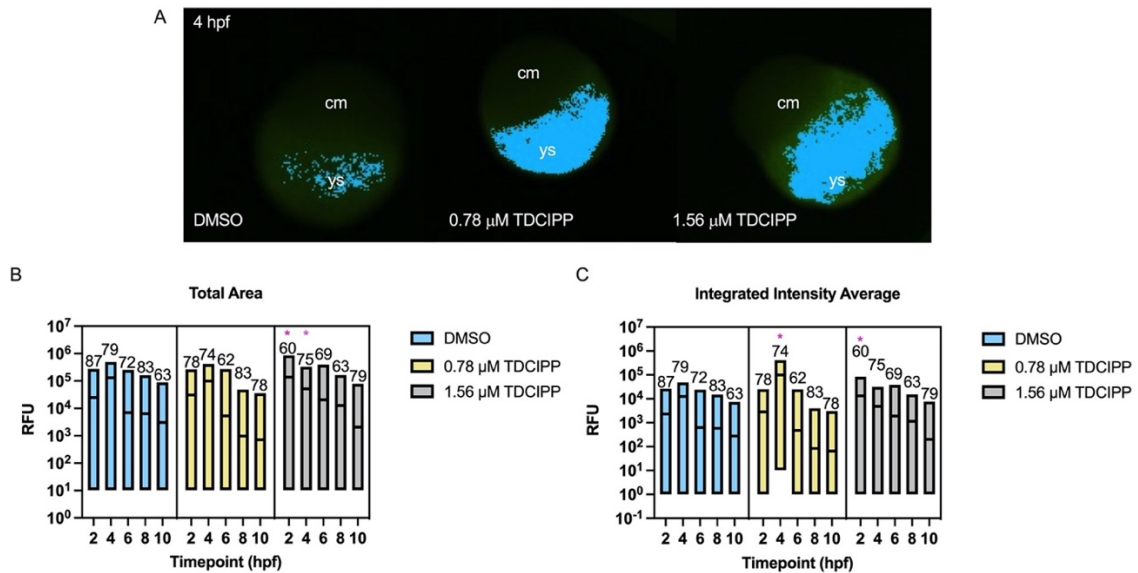 A
4 hpf
cm
cm
cm
ys
ys
ys
DMSO
0.78 μM TDCIPP
1.56 μM TDCIPP
B
Total Area
RFU
10⁷
10⁶
10⁵
10⁴
10³
10²
10¹
10⁰
87 79 72 83 63
78 74 62 83 78
* *
60 75 69 63 79
2 4 6 8 10 2 4 6 8 10 2 4 6 8 10
Timepoint (hpf)
DMSO
0.78 μM TDCIPP
1.56 μM TDCIPP
C
Integrated Intensity Average
RFU
10⁷
10⁶
10⁵
10⁴
10³
10²
10¹
10⁰
10⁻¹
87 79 72 83 63
*
78 74 62 83 78
*
60 75 69 63 79
2 4 6 8 10 2 4 6 8 10 2 4 6 8 10
Timepoint (hpf)
DMSO
0.78 μM TDCIPP
1.56 μM TDCIPP